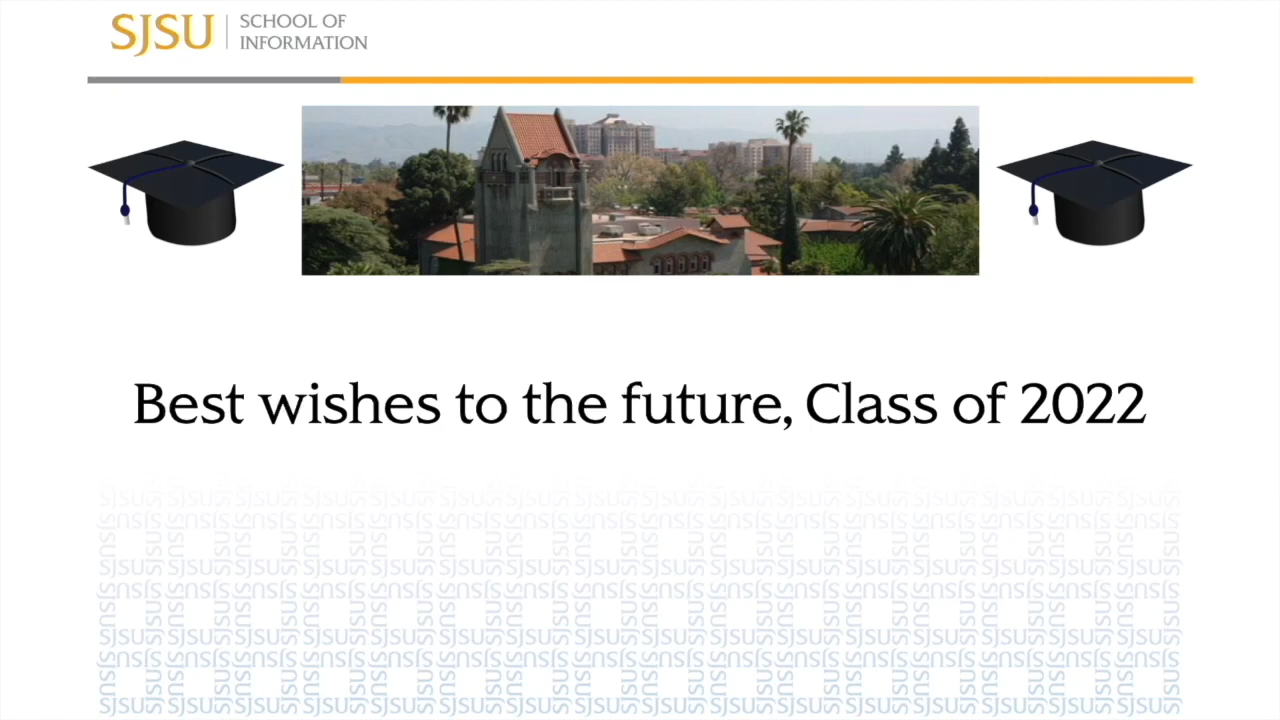 SJSU
SCHOOL OF
INFORMATION
Best wishes to the future, Class of 2022